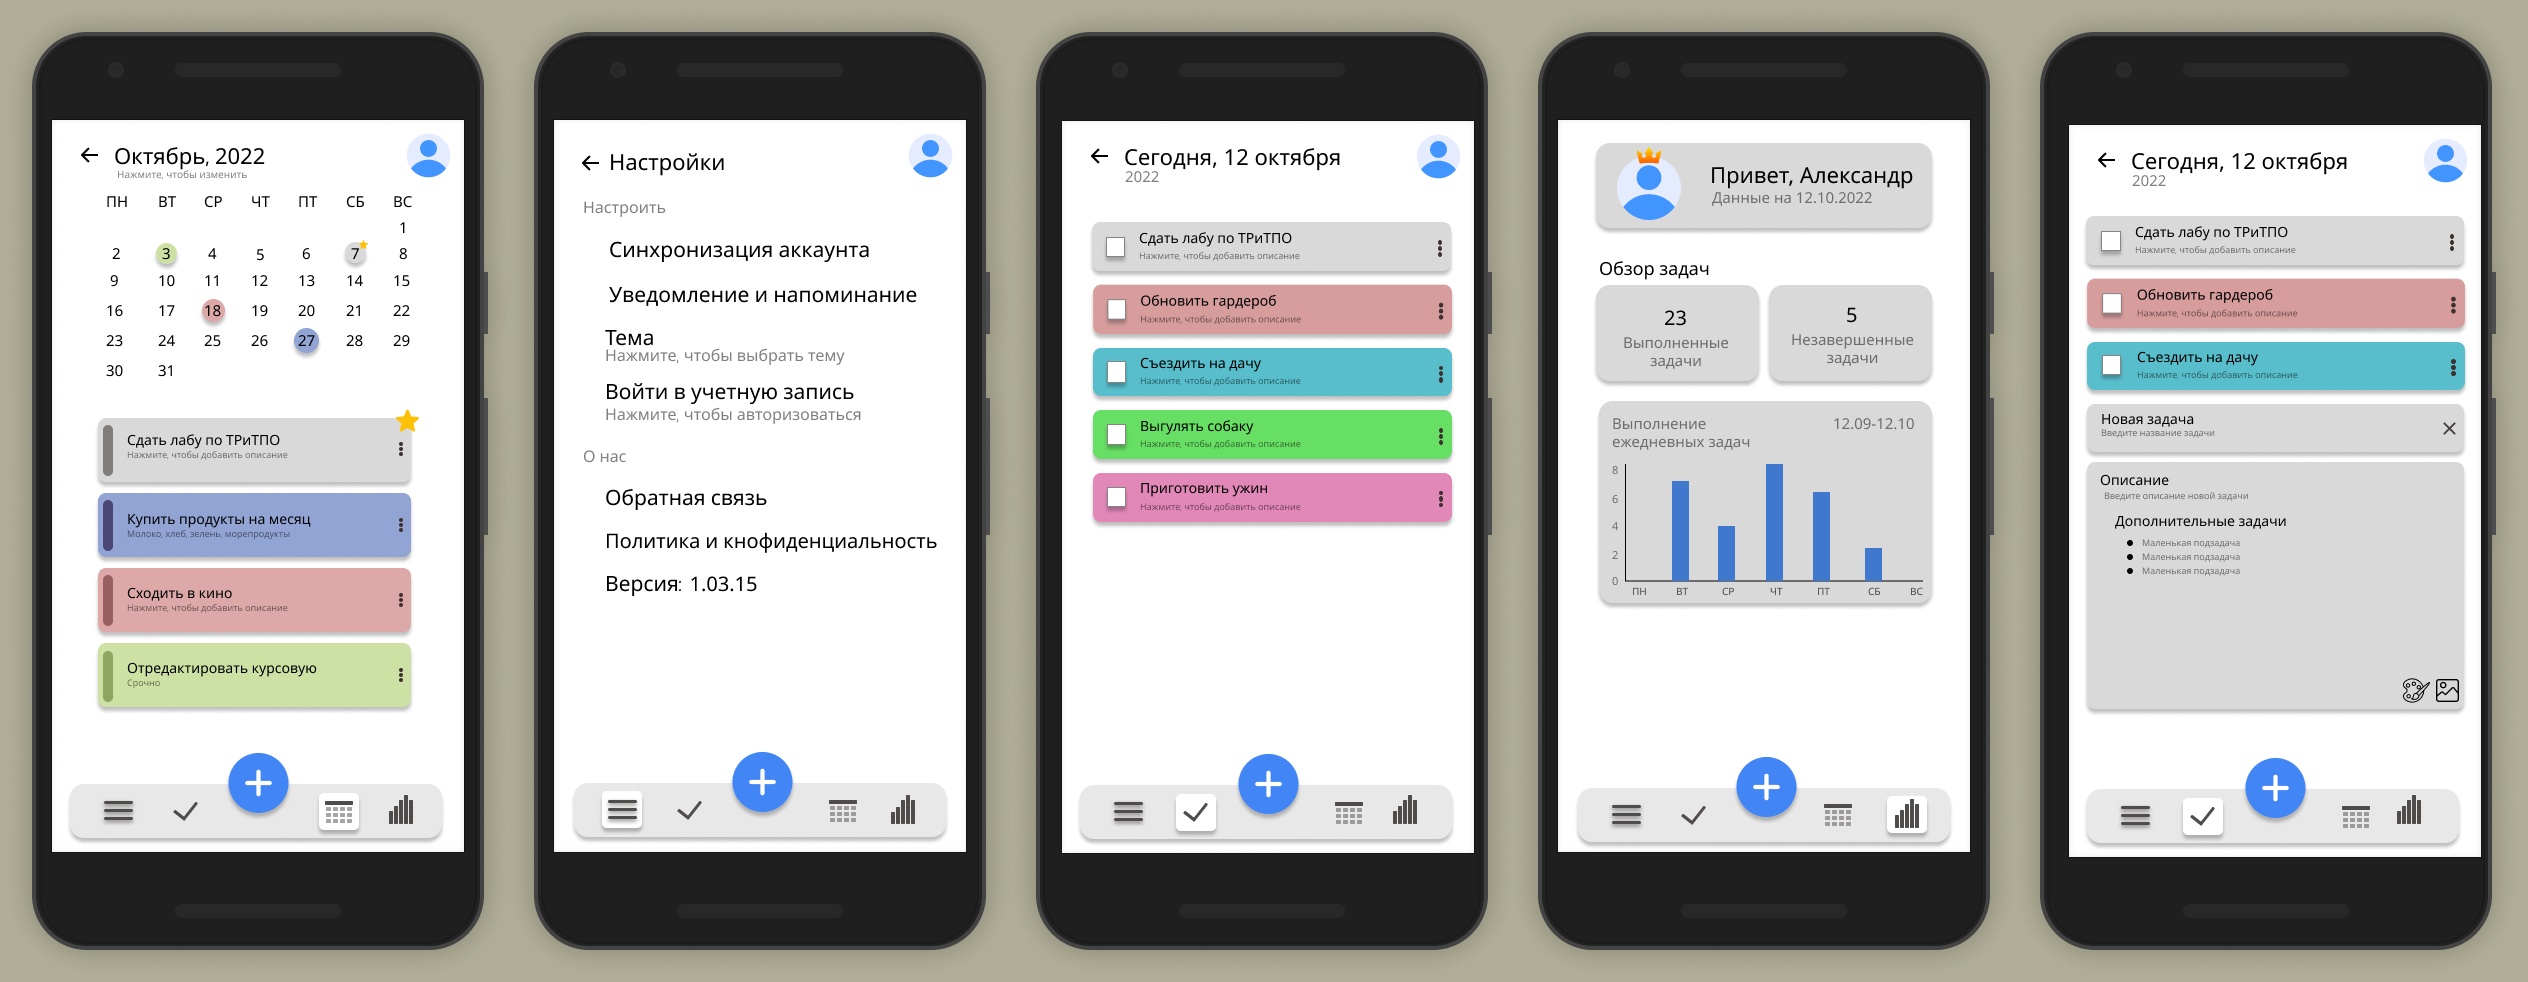 Октябрь, 2022
Нажмите, чтобы изменить
ПН ВТ СР ЧТ ПТ СБ ВС
1
2 3 4 5 6 7 8
9 10 11 12 13 14 15
16 17 18 19 20 21 22
23 24 25 26 27 28 29
30 31
Сдать лабу по ТРиТПО
Нажмите, чтобы добавить описание
Купить продукты на месяц
Молоко, хлеб, зелень, морепродукты
Сходить в кино
Нажмите, чтобы добавить описание
Отредактировать курсовую
Срочно
Настройки
Настроить
Синхронизация аккаунта
Уведомление и напоминание
Тема
Нажмите, чтобы выбрать тему
Войти в учетную запись
Нажмите, чтобы авторизоваться
О нас
Обратная связь
Политика и кнофиденциальность
Версия: 1.03.15
Сегодня, 12 октября
2022
Сдать лабу по ТРиТПО
Нажмите, чтобы добавить описание
Обновить гардероб
Нажмите, чтобы добавить описание
Съездить на дачу
Нажмите, чтобы добавить описание
Выгулять собаку
Нажмите, чтобы добавить описание
Приготовить ужин
Нажмите, чтобы добавить описание
Привет, Александр
Данные на 12.10.2022
Обзор задач
23
Выполненные
задачи
5
Незавершенные
задачи
Выполнение
ежедневных задач
12.09-12.10
8
6
4
2
0
ПН ВТ СР ЧТ ПТ СБ ВС
Сегодня, 12 октября
2022
Сдать лабу по ТРиТПО
Нажмите, чтобы добавить описание
Обновить гардероб
Нажмите, чтобы добавить описание
Съездить на дачу
Нажмите, чтобы добавить описание
Новая задача
Введите название задачи
Описание
Введите описание новой задачи
Дополнительные задачи
Маленькая подзадача
Маленькая подзадача
Маленькая подзадача